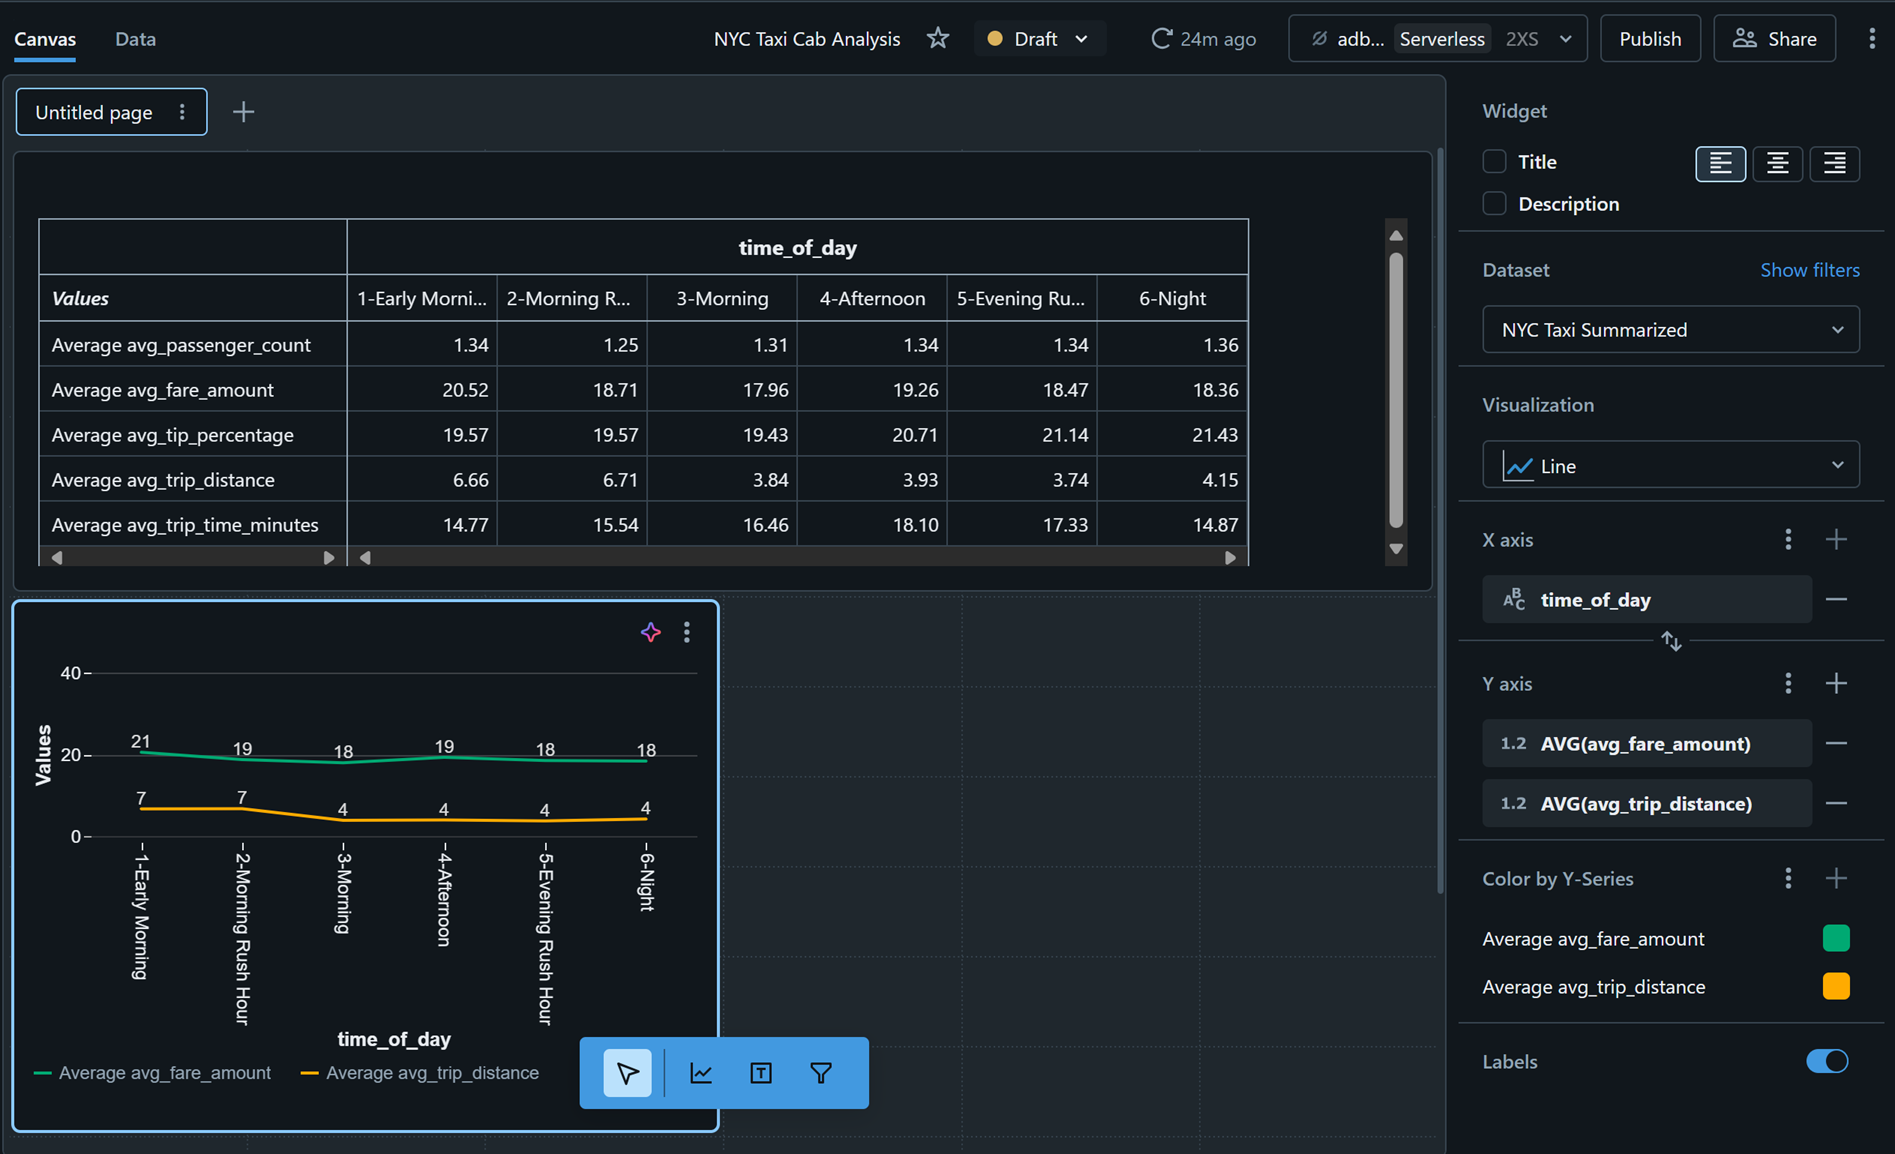 Canvas
Data
NYC Taxi Cab Analysis
Draft
24m ago
adb...
Serverless
2XS
Publish
Share
Untitled page
time_of_day
Values 1-Early Morni... 2-Morning R... 3-Morning 4-Afternoon 5-Evening Ru... 6-Night
Average avg_passenger_count 1.34 1.25 1.31 1.34 1.34 1.36
Average avg_fare_amount 20.52 18.71 17.96 19.26 18.47 18.36
Average avg_tip_percentage 19.57 19.57 19.43 20.71 21.14 21.43
Average avg_trip_distance 6.66 6.71 3.84 3.93 3.74 4.15
Average avg_trip_time_minutes 14.77 15.54 16.46 18.10 17.33 14.87
40
20
0
Values
21 19 18 19 18 18
7 7 4 4 4 4
1-Early Morning
2-Morning Rush Hour
3-Morning
4-Afternoon
5-Evening Rush Hour
6-Night
time_of_day
Average avg_fare_amount
Average avg_trip_distance
T
Widget
Title
Description
Dataset
Show filters
NYC Taxi Summarized
Visualization
Line
X axis
ABC time_of_day
Y axis
1.2 AVG(avg_fare_amount)
1.2 AVG(avg_trip_distance)
Color by Y-Series
Average avg_fare_amount
Average avg_trip_distance
Labels